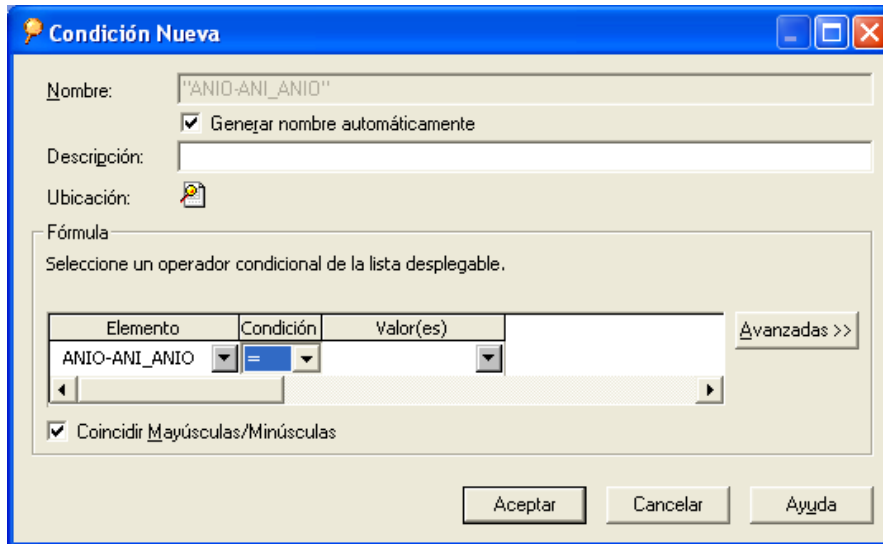 Condición Nueva
Nombre: "ANIO-ANI_ANIO"
Generar nombre automáticamente
Descripción:
Ubicación:
Fórmula
Seleccione un operador condicional de la lista desplegable.
Elemento Condición Valor(es)
Avanzadas >>
ANIO-ANI_ANIO =
Coincidir Mayúsculas/Minúsculas
Aceptar Cancelar Ayuda